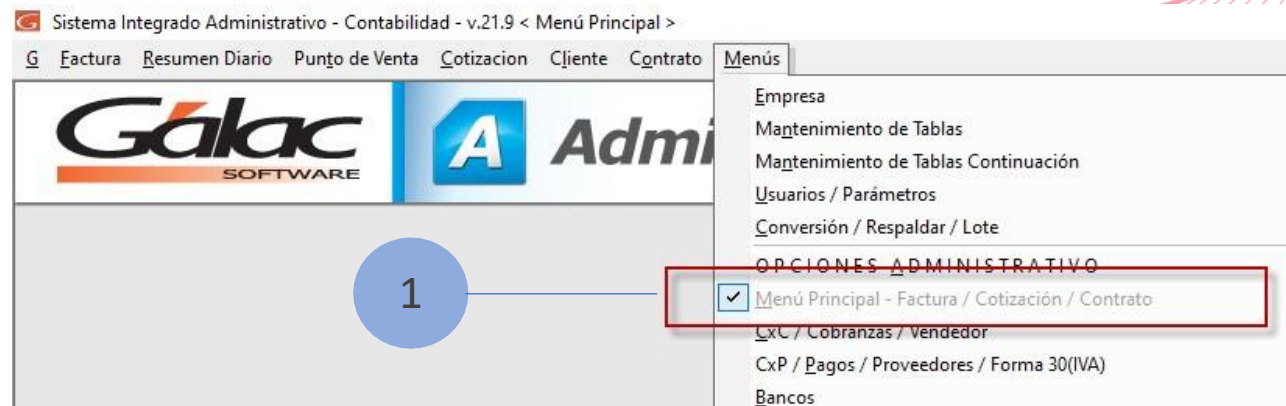 G Sistema Integrado Administrativo - Contabilidad - v.21.9 < Menú Principal >
G Factura Resumen Diario Punto de Venta Cotizacion Cliente Contrato Menús
Gálac
SOFTWARE
A Admi
Empresa
Mantenimiento de Tablas
Mantenimiento de Tablas Continuación
Usuarios / Parámetros
Conversión / Respaldar / Lote
OPCIONES ADMINISTRATIVO
1
Menú Principal - Factura / Cotización / Contrato
CxC / Cobranzas / Vendedor
CxP / Pagos / Proveedores / Forma 30(IVA)
Bancos